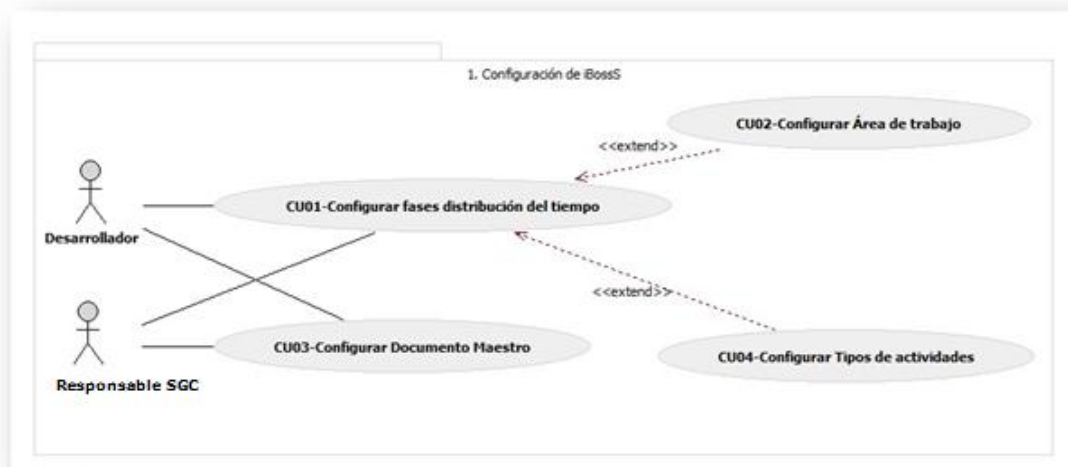 1. Configuración de iBossS
CU02-Configurar Área de trabajo
<<extend>>
CU01-Configurar fases distribución del tiempo
Desarrollador
<<extend>>
CU03-Configurar Documento Maestro
CU04-Configurar Tipos de actividades
Responsable SGC